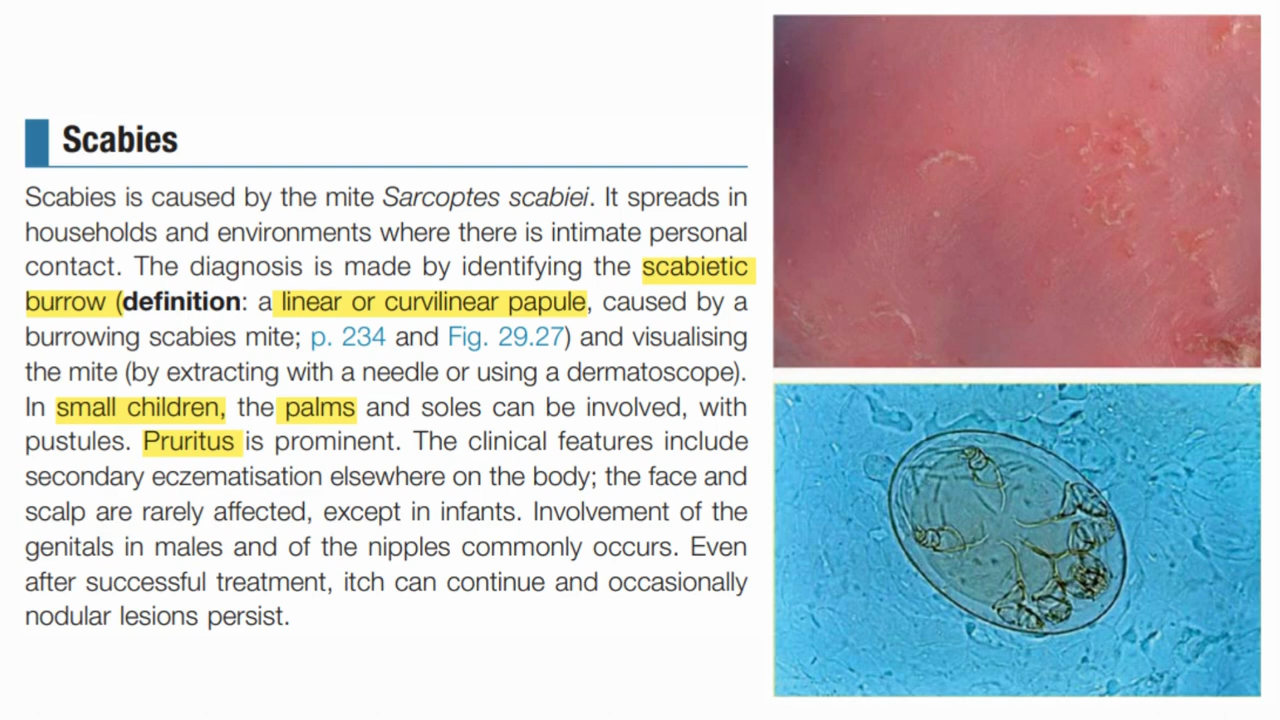 Scabies
Scabies is caused by the mite Sarcoptes scabiei. It spreads in
households and environments where there is intimate personal
contact. The diagnosis is made by identifying the scabietic
burrow (definition: a linear or curvilinear papule, caused by a
burrowing scabies mite; p. 234 and Fig. 29.27) and visualising
the mite (by extracting with a needle or using a dermatoscope).
In small children, the palms and soles can be involved, with
pustules. Pruritus is prominent. The clinical features include
secondary eczematisation elsewhere on the body; the face and
scalp are rarely affected, except in infants. Involvement of the
genitals in males and of the nipples commonly occurs. Even
after successful treatment, itch can continue and occasionally
nodular lesions persist.